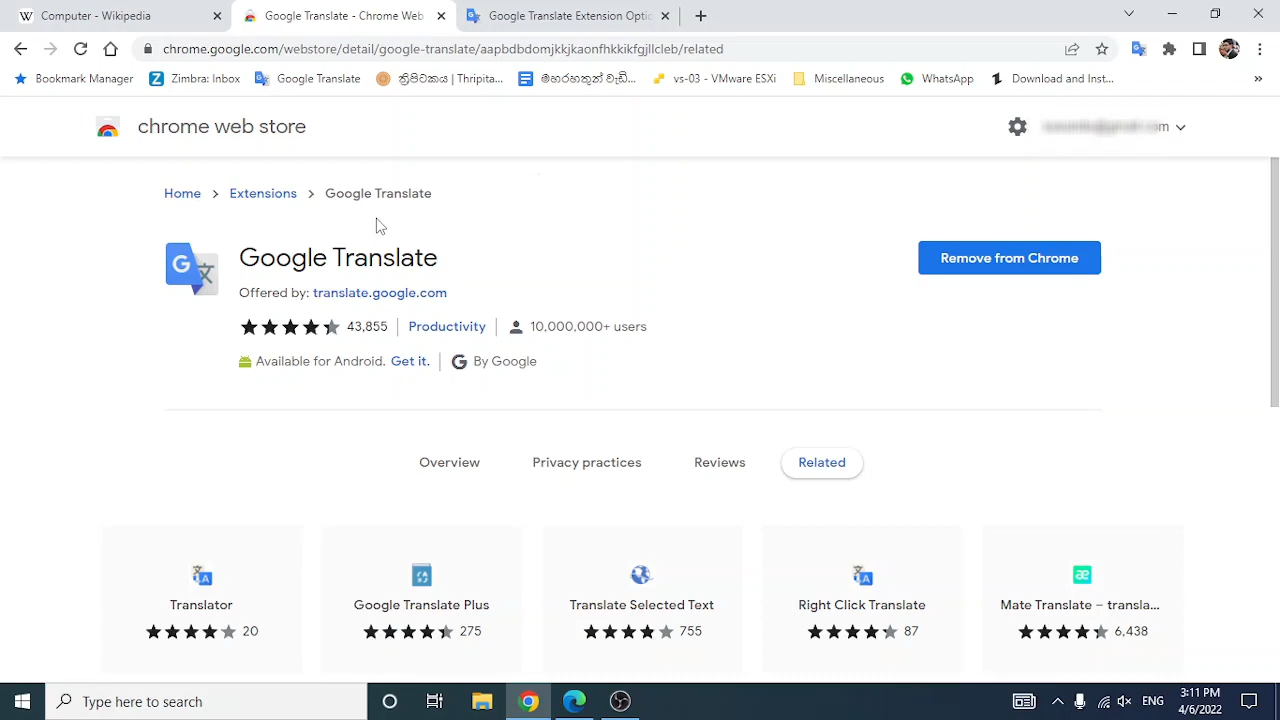 Computer - Wikipedia
Google Translate - Chrome Web
Google Translate Extension Optic
chrome.google.com/webstore/detail/google-translate/aapbdbdomjkkjkaonfhkkikfgjllcleb/related
Bookmark Manager
Zimbra: Inbox
Google Translate
ත්‍රිපිටකය | Thripita...
vs-03 - VMware ESXi
Miscellaneous
WhatsApp
Download and Inst...
»
chrome web store
Home > Extensions > Google Translate
Google Translate
Remove from Chrome
Offered by: translate.google.com
43,855 | Productivity | 10,000,000+ users
Available for Android. Get it. | By Google
Overview
Privacy practices
Reviews
Related
Translator
Google Translate Plus
Translate Selected Text
Right Click Translate
Mate Translate – transla...
20
275
755
87
6,438
Type here to search
ENG
3:11 PM
4/6/2022